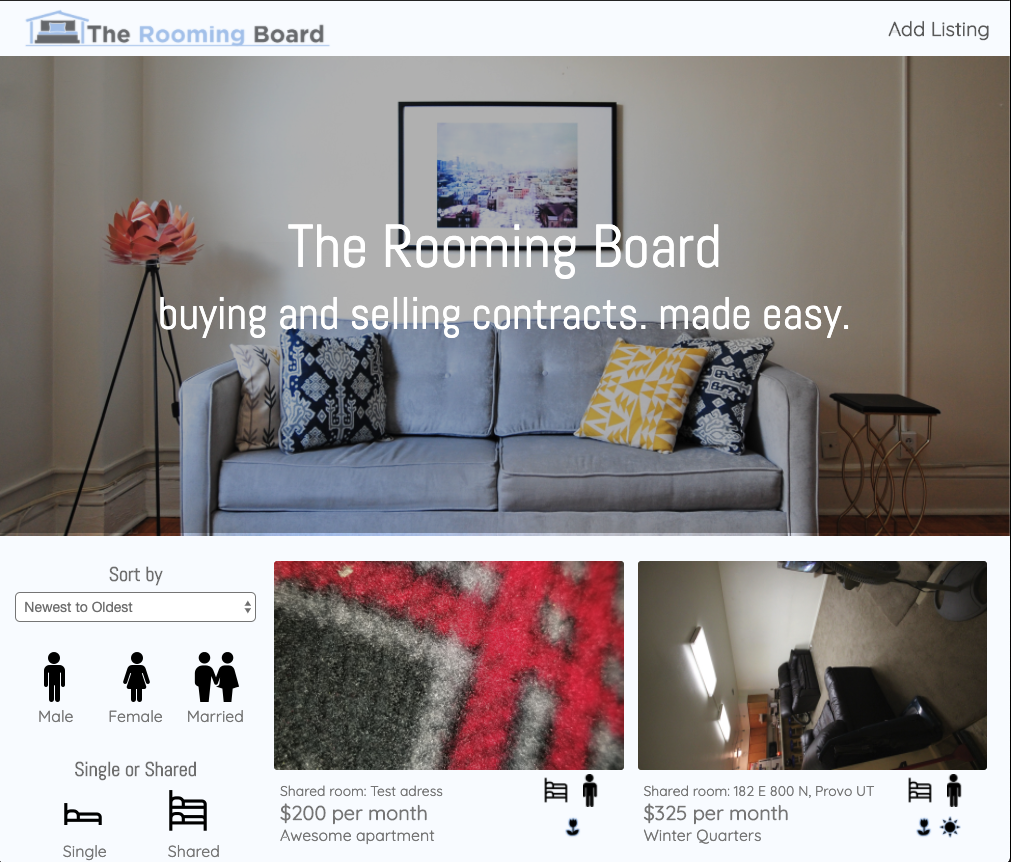 The Rooming Board
Add Listing
The Rooming Board
buying and selling contracts. made easy.
Sort by
Newest to Oldest
Male Female Married
Single or Shared
Single Shared
Shared room: Test adress
$200 per month
Awesome apartment
Shared room: 182 E 800 N, Provo UT
$325 per month
Winter Quarters